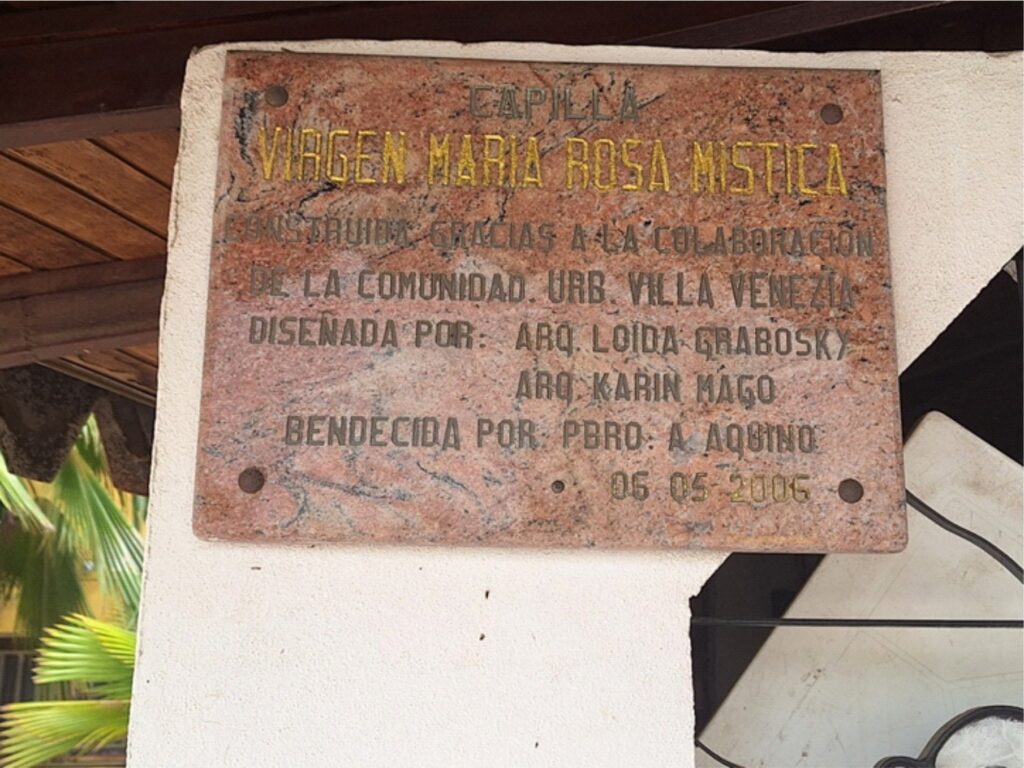 CAPILLA
VIRGEN MARIA ROSA MISTICA
CONSTRUIDA GRACIAS A LA COLABORACION
DE LA COMUNIDAD. URB. VILLA VENEZIA
DISEÑADA POR: ARQ. LOIDA GRABOSKY
ARQ. KARIN MAGO
BENDECIDA POR: PBRO: A. AQUINO
06 05 2006